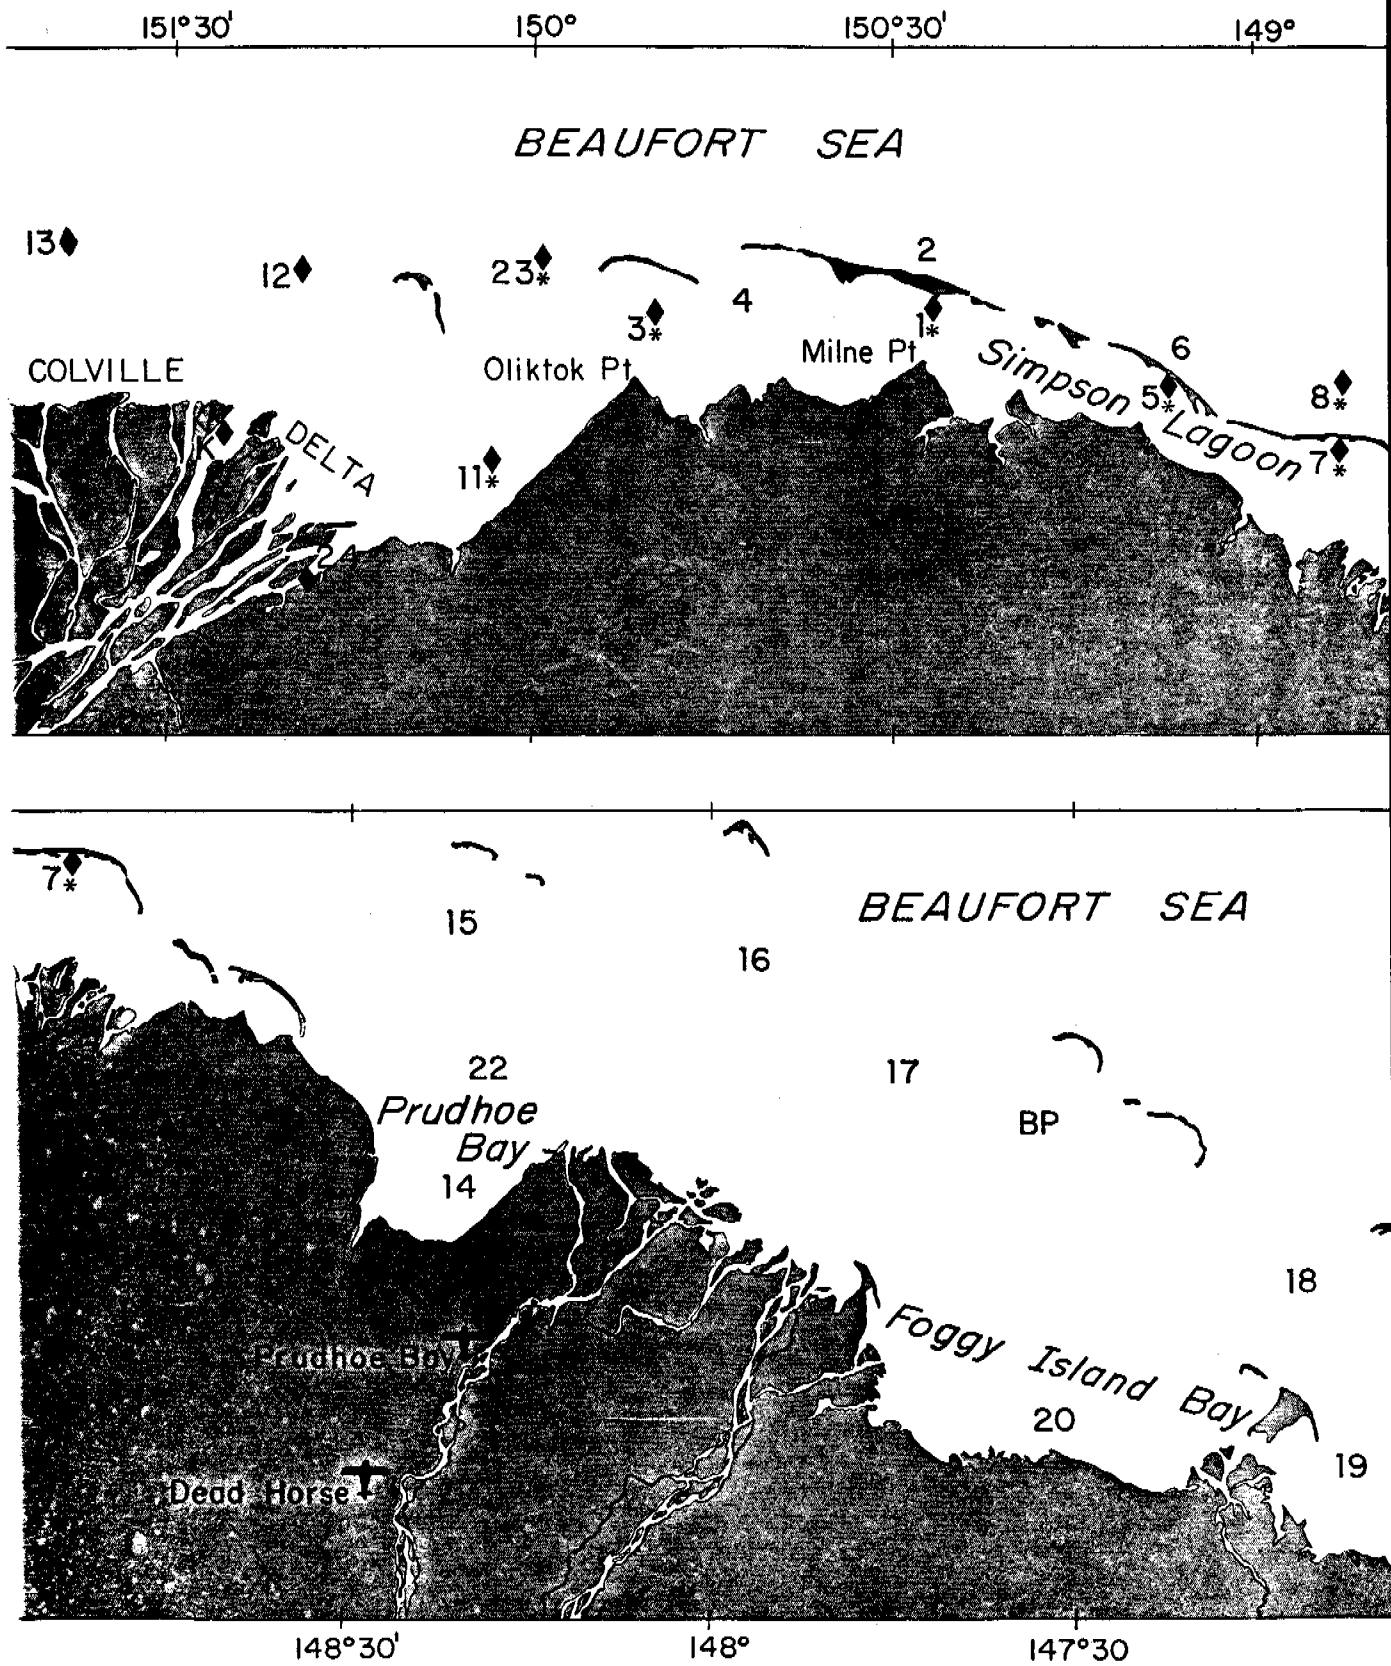 151°30' 150° 150°30' 149°
BEAUFORT SEA
13
12
23*
2
4
3*
1*
Milne Pt
Oliktok Pt
6
Simpson Lagoon
5*
8*
7*
COLVILLE
DELTA
K
11*
7*
15
BEAUFORT SEA
16
22
17
Prudhoe
Bay
14
BP
18
Foggy Island Bay
Prudhoe Bay
20
19
Dead Horse
148°30' 148° 147°30